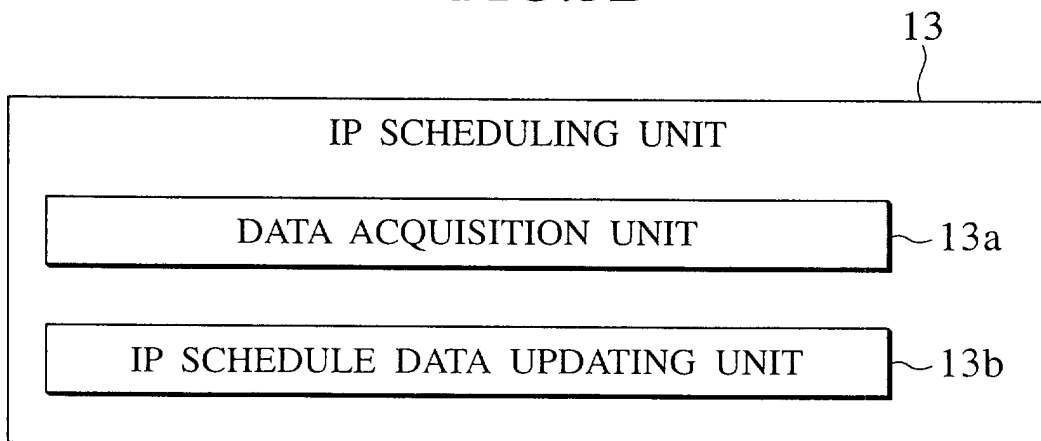 13
IP SCHEDULING UNIT
DATA ACQUISITION UNIT
13a
IP SCHEDULE DATA UPDATING UNIT
13b